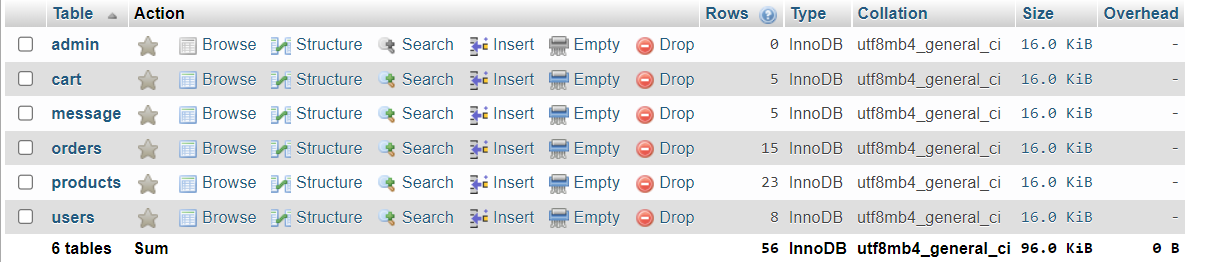 Table Action Rows Type Collation Size Overhead
admin Browse Structure Search Insert Empty Drop 0 InnoDB utf8mb4_general_ci 16.0 KiB -
cart Browse Structure Search Insert Empty Drop 5 InnoDB utf8mb4_general_ci 16.0 KiB -
message Browse Structure Search Insert Empty Drop 5 InnoDB utf8mb4_general_ci 16.0 KiB -
orders Browse Structure Search Insert Empty Drop 15 InnoDB utf8mb4_general_ci 16.0 KiB -
products Browse Structure Search Insert Empty Drop 23 InnoDB utf8mb4_general_ci 16.0 KiB -
users Browse Structure Search Insert Empty Drop 8 InnoDB utf8mb4_general_ci 16.0 KiB -
6 tables Sum 56 InnoDB utf8mb4_general_ci 96.0 KiB 0 B